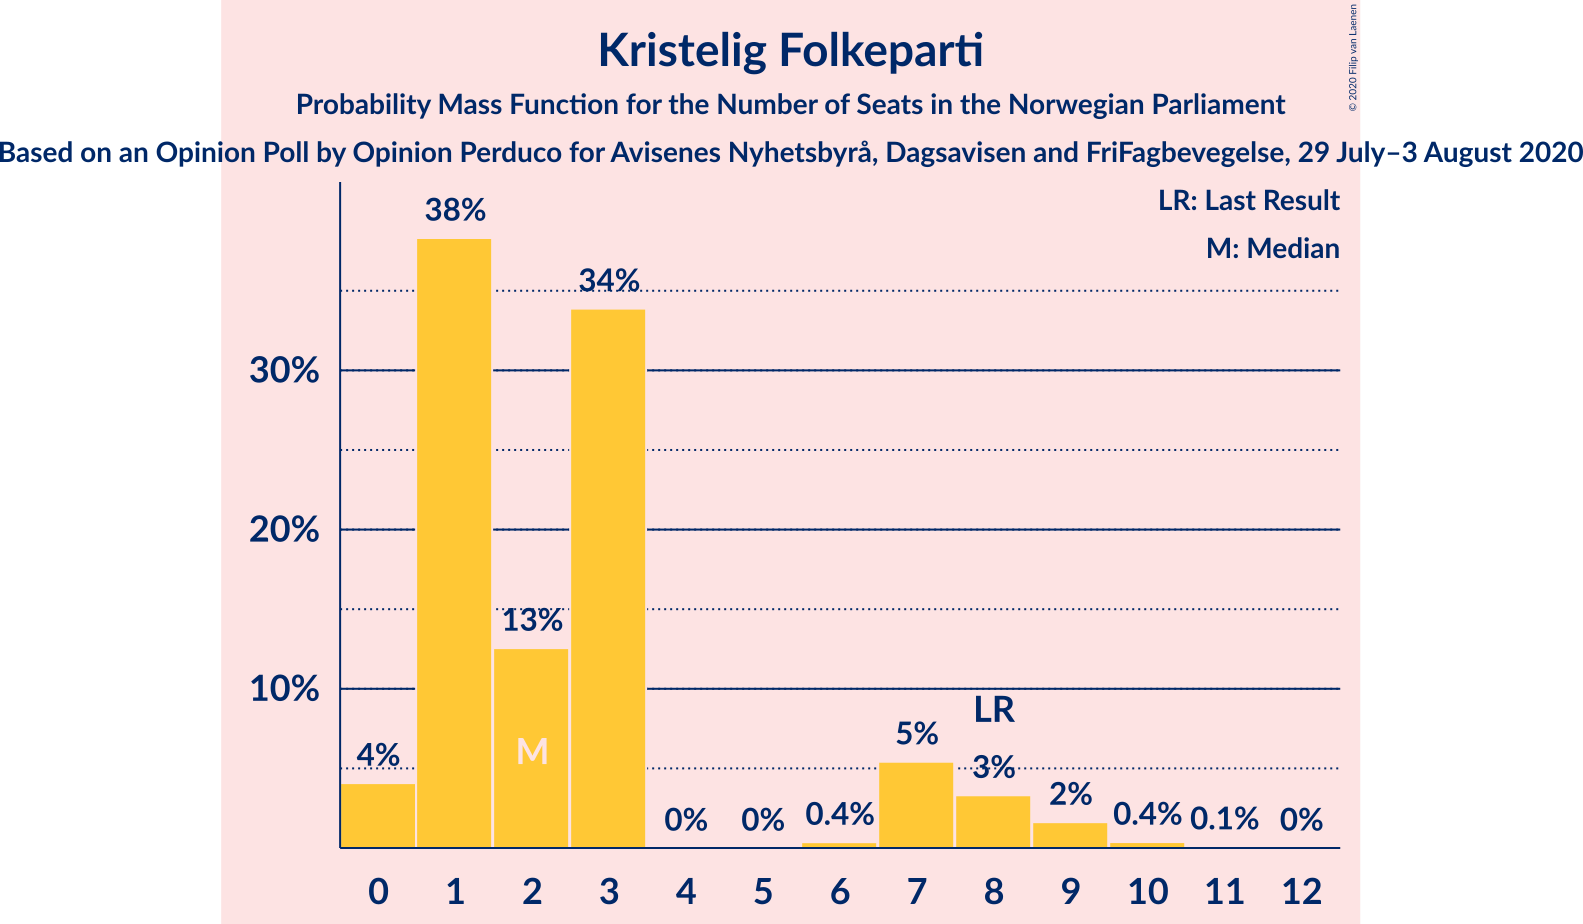 Kristelig Folkeparti
Probability Mass Function for the Number of Seats in the Norwegian Parliament
Based on an Opinion Poll by Opinion Perduco for Avisenes Nyhetsbyrå, Dagsavisen and FriFagbevegelse, 29 July–3 August 2020
© 2020 Filip van Laenen
LR: Last Result
M: Median
38%
34%
30%
20%
13%
10%
LR
5%
M
4%
3%
2%
0%
0%
0.4%
0.4%
0.1%
0%
0 1 2 3 4 5 6 7 8 9 10 11 12